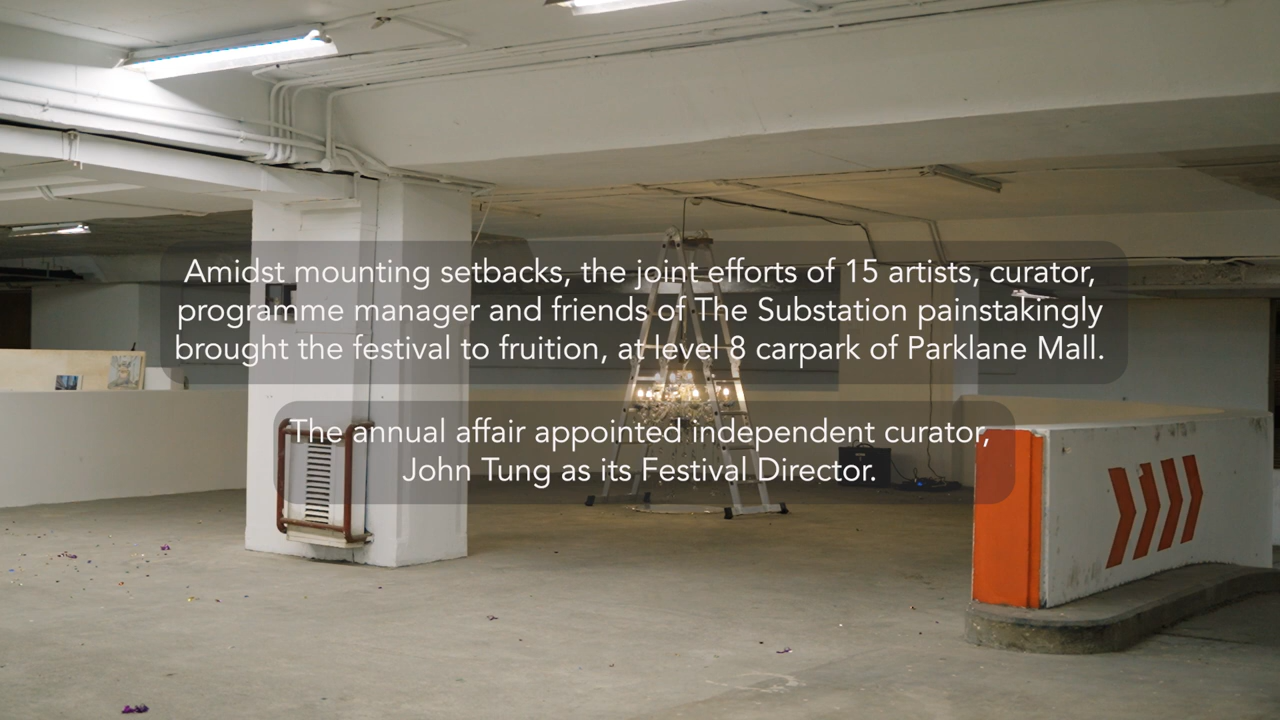 Amidst mounting setbacks, the joint efforts of 15 artists, curator,
programme manager and friends of The Substation painstakingly
brought the festival to fruition, at level 8 carpark of Parklane Mall.
The annual affair appointed independent curator,
John Tung as its Festival Director.